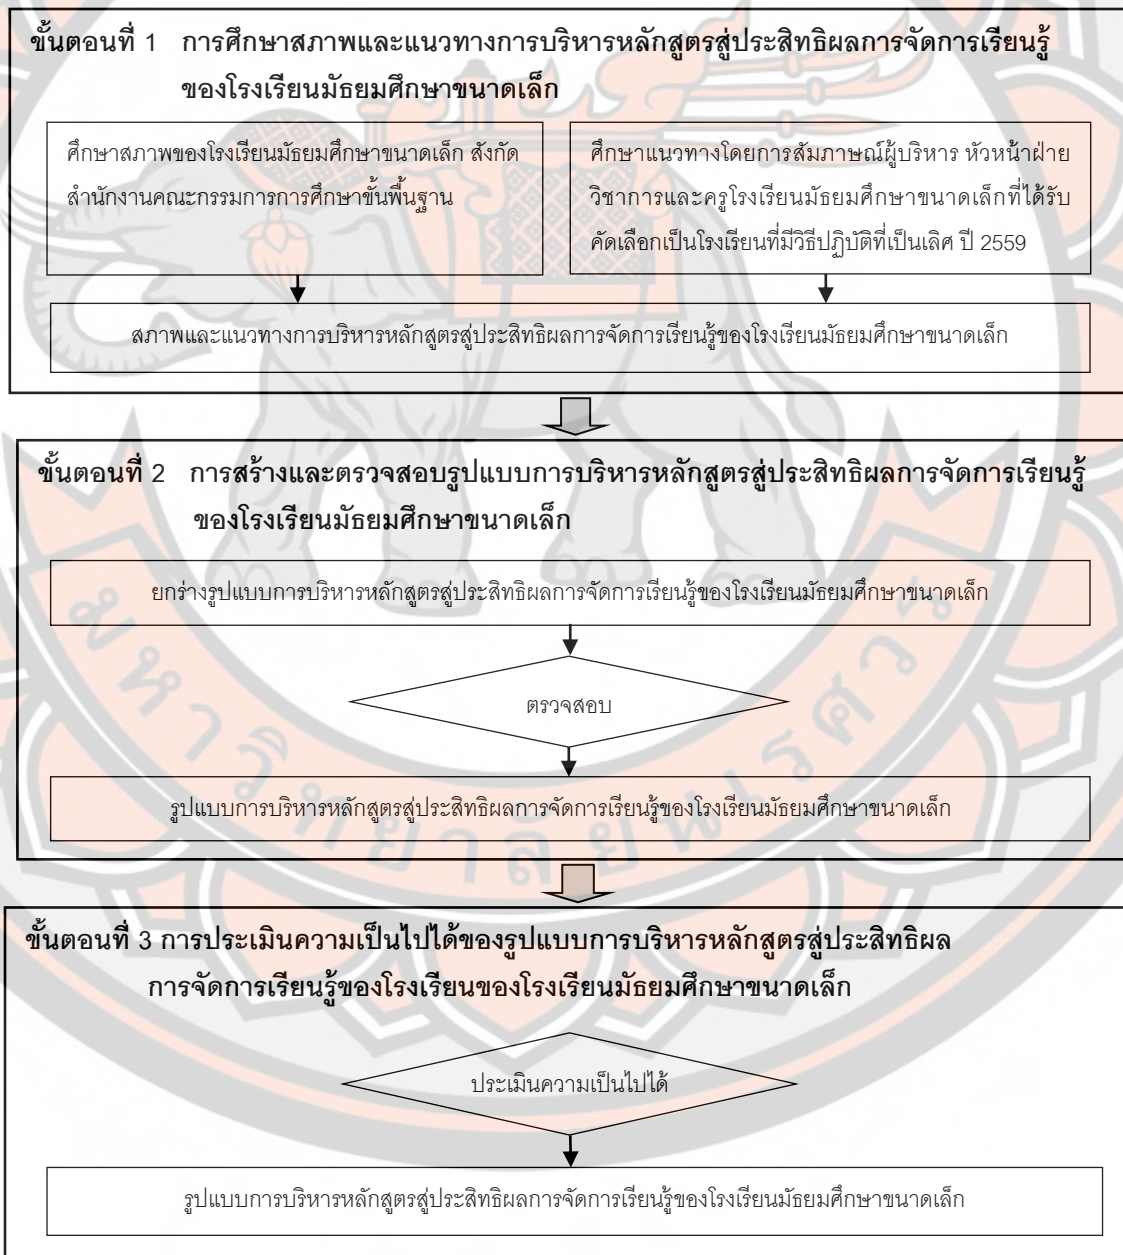 ขั้นตอนที่ 1 การศึกษาสภาพและแนวทางการบริหารหลักสูตรสู่ประสิทธิผลการจัดการเรียนรู้
ของโรงเรียนมัธยมศึกษาขนาดเล็ก
ศึกษาสภาพของโรงเรียนมัธยมศึกษาขนาดเล็ก สังกัด
สำนักงานคณะกรรมการการศึกษาขั้นพื้นฐาน
ศึกษาแนวทางโดยการสัมภาษณ์ผู้บริหาร หัวหน้าฝ่าย
วิชาการและครูโรงเรียนมัธยมศึกษาขนาดเล็กที่ได้รับ
คัดเลือกเป็นโรงเรียนที่มีวิธีปฏิบัติที่เป็นเลิศ ปี 2559
สภาพและแนวทางการบริหารหลักสูตรสู่ประสิทธิผลการจัดการเรียนรู้ของโรงเรียนมัธยมศึกษาขนาดเล็ก
ขั้นตอนที่ 2 การสร้างและตรวจสอบรูปแบบการบริหารหลักสูตรสู่ประสิทธิผลการจัดการเรียนรู้
ของโรงเรียนมัธยมศึกษาขนาดเล็ก
ยกร่างรูปแบบการบริหารหลักสูตรสู่ประสิทธิผลการจัดการเรียนรู้ของโรงเรียนมัธยมศึกษาขนาดเล็ก
ตรวจสอบ
รูปแบบการบริหารหลักสูตรสู่ประสิทธิผลการจัดการเรียนรู้ของโรงเรียนมัธยมศึกษาขนาดเล็ก
ขั้นตอนที่ 3 การประเมินความเป็นไปได้ของรูปแบบการบริหารหลักสูตรสู่ประสิทธิผล
การจัดการเรียนรู้ของโรงเรียนของโรงเรียนมัธยมศึกษาขนาดเล็ก
ประเมินความเป็นไปได้
รูปแบบการบริหารหลักสูตรสู่ประสิทธิผลการจัดการเรียนรู้ของโรงเรียนมัธยมศึกษาขนาดเล็ก
มหาวิทยาลัยนเรศวร